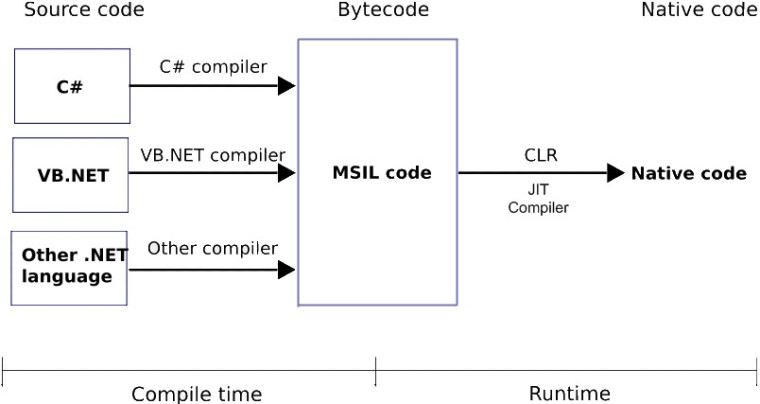 Source code
Bytecode
Native code
C#
C# compiler
VB.NET
VB.NET compiler
MSIL code
CLR
JIT
Compiler
Native code
Other .NET
language
Other compiler
Compile time
Runtime